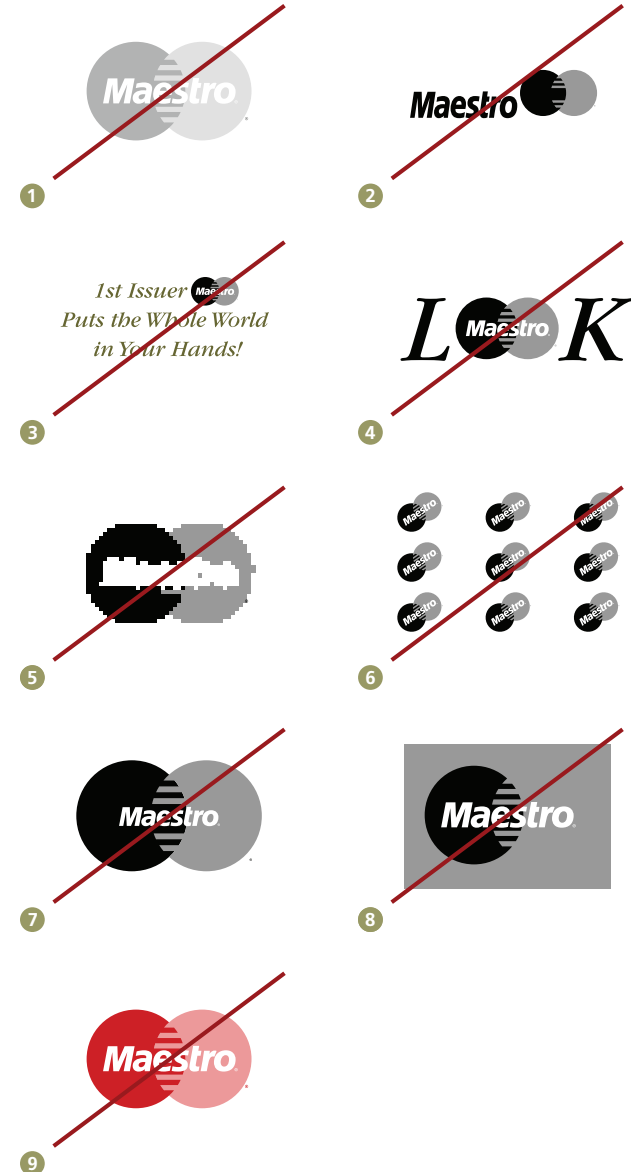 Maestro
1
Maestro
2
1st Issuer Maestro
Puts the Whole World
in Your Hands!
3
L Maestro K
4
5
Maestro Maestro Maestro
Maestro Maestro Maestro
Maestro Maestro Maestro
6
Maestro
7
Maestro
8
Maestro
9